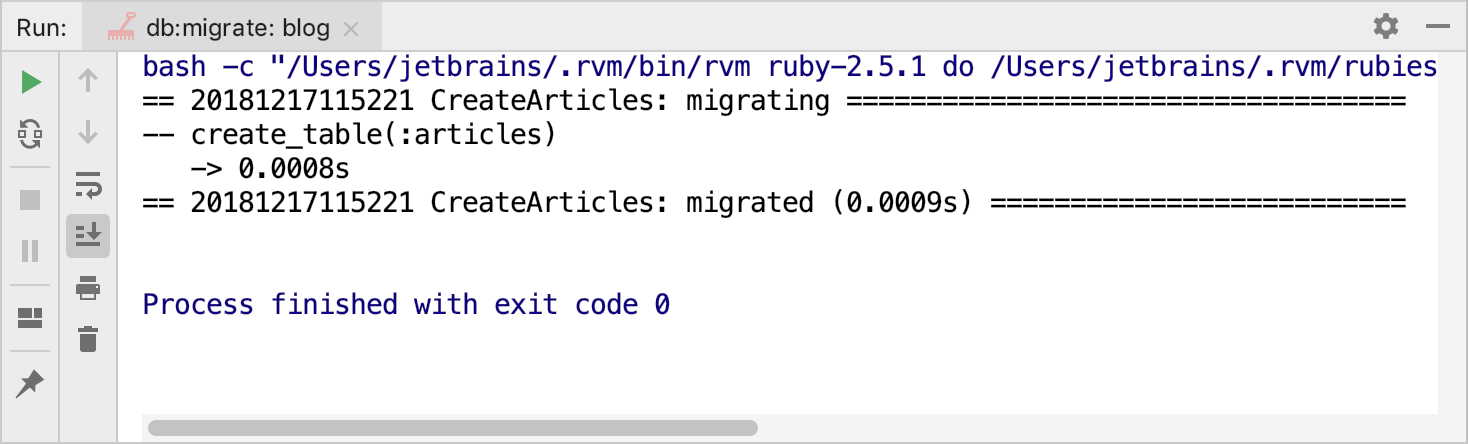 Run: db:migrate: blog
bash -c "/Users/jetbrains/.rvm/bin/rvm ruby-2.5.1 do /Users/jetbrains/.rvm/rubies
== 20181217115221 CreateArticles: migrating ===================================
-- create_table(:articles)
   -> 0.0008s
== 20181217115221 CreateArticles: migrated (0.0009s) ==========================
Process finished with exit code 0